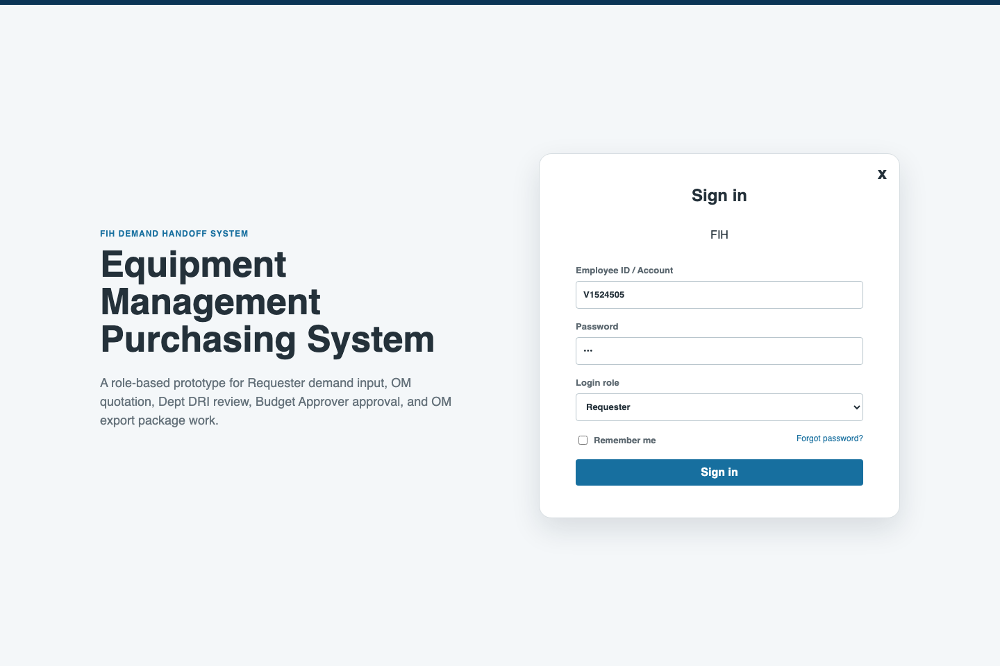 FIH DEMAND HANDOFF SYSTEM
Equipment
Management
Purchasing System
A role-based prototype for Requester demand input, OM
quotation, Dept DRI review, Budget Approver approval, and OM
export package work.
x
Sign in
FIH
Employee ID / Account
V1524505
Password
•••
Login role
Requester
Remember me
Forgot password?
Sign in